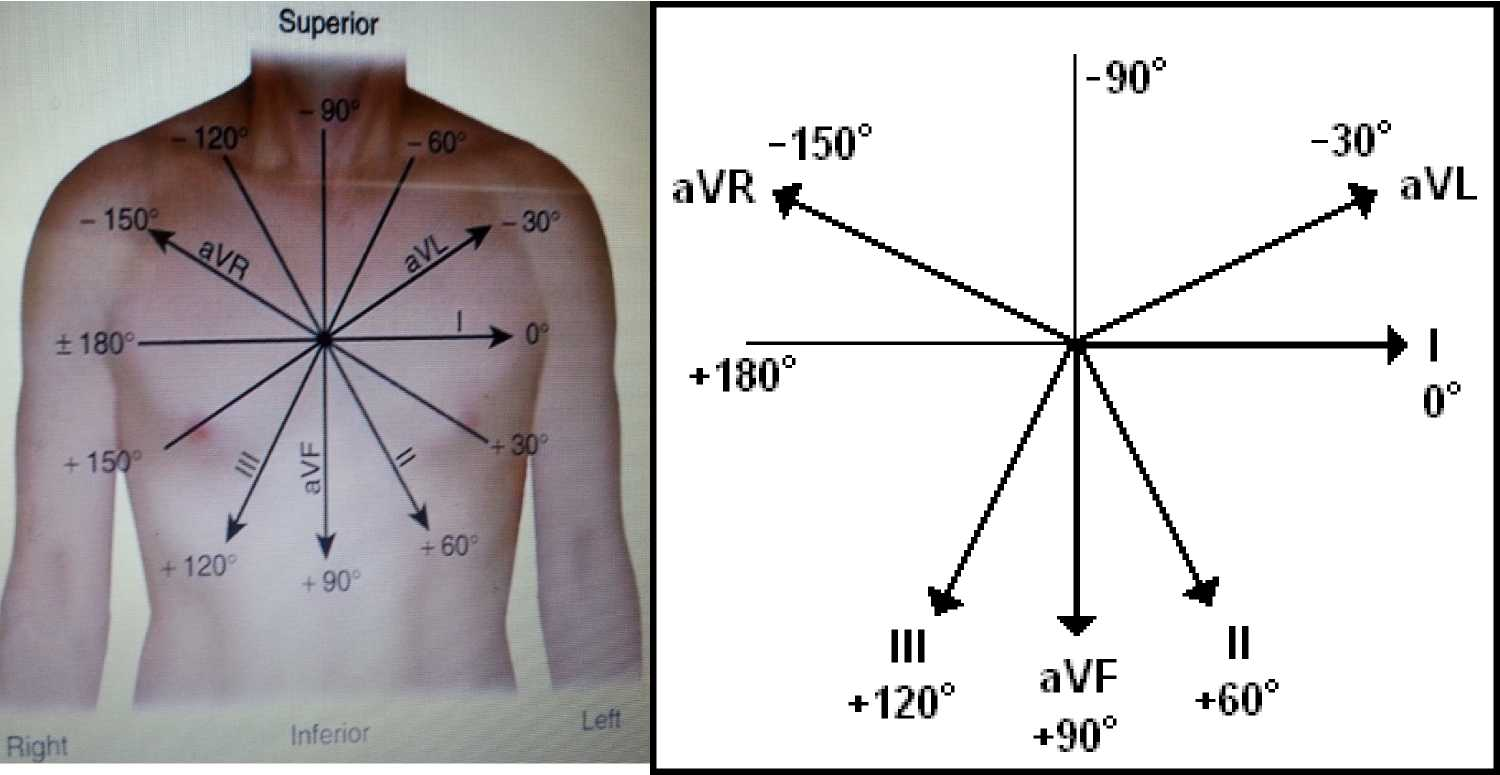 Superior
– 90°
– 120°
– 60°
– 150°
– 30°
aVR
aVL
I
± 180°
0°
+ 150°
+ 30°
III
aVF
II
+ 120°
+ 60°
+ 90°
Right
Inferior
Left
-90°
-150°
-30°
aVR
aVL
I
+180°
0°
III
II
aVF
+120°
+60°
+90°